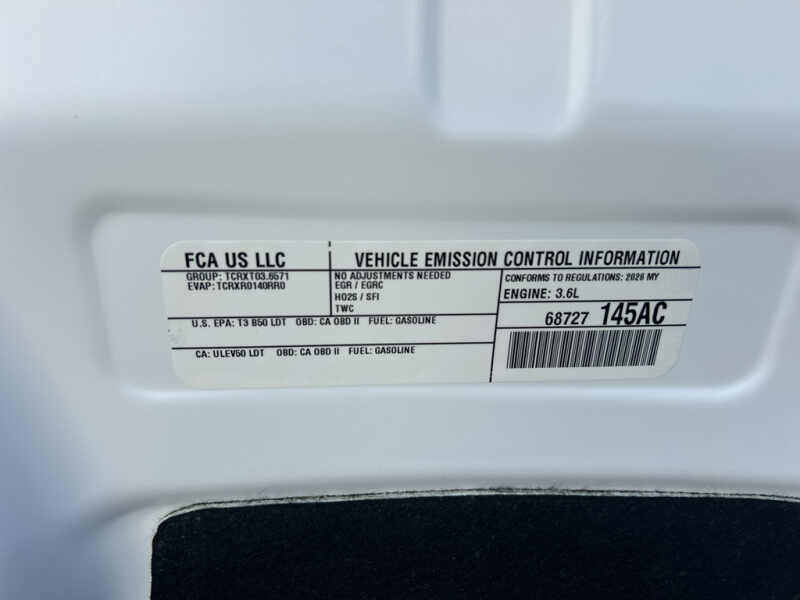 FCA US LLC
VEHICLE EMISSION CONTROL INFORMATION
GROUP: TCRXT03.6571
EVAP: TCRXR0140RR0
NO ADJUSTMENTS NEEDED
EGR / EGRC
HO2S / SFI
TWC
CONFORMS TO REGULATIONS: 2026 MY
ENGINE: 3.6L
U.S. EPA: T3 B50 LDT OBD: CA OBD II FUEL: GASOLINE
CA: ULEV50 LDT OBD: CA OBD II FUEL: GASOLINE
68727 145AC